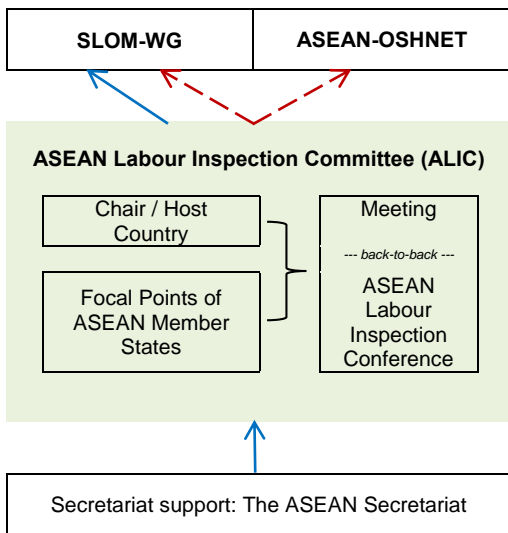 SLOM-WG
ASEAN-OSHNET
ASEAN Labour Inspection Committee (ALIC)
Chair / Host
Country
Focal Points of
ASEAN Member
States
Meeting
--- back-to-back ---
ASEAN
Labour
Inspection
Conference
Secretariat support: The ASEAN Secretariat